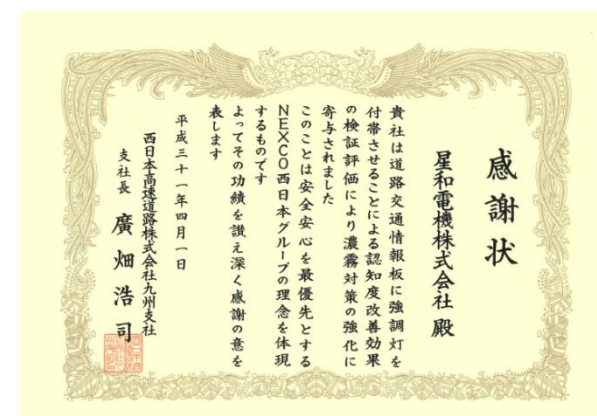 感謝状
星和電機株式会社 殿
貴社は道路交通情報板に強調灯を
付帯させることによる認知度改善効果
の検証評価により濃霧対策の強化に
寄与されました
このことは安全安心を最優先とする
NEXCO西日本グループの理念を体現
するものです
よってその功績を讃え深く感謝の意を
表します
平成三十一年四月一日
西日本高速道路株式会社九州支社
支社長 廣畑浩司